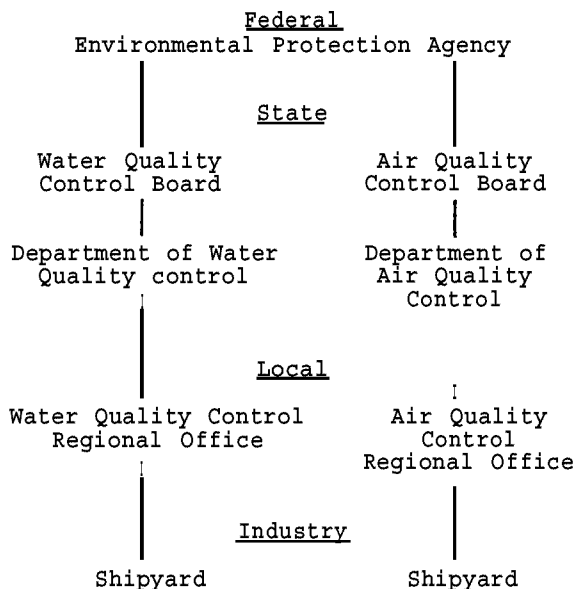 Federal
Environmental Protection Agency
State
Water Quality
Control Board
Air Quality
Control Board
Department of Water
Quality control
Department of
Air Quality
Control
Local
Water Quality Control
Regional Office
Air Quality
Control
Regional Office
Industry
Shipyard
Shipyard